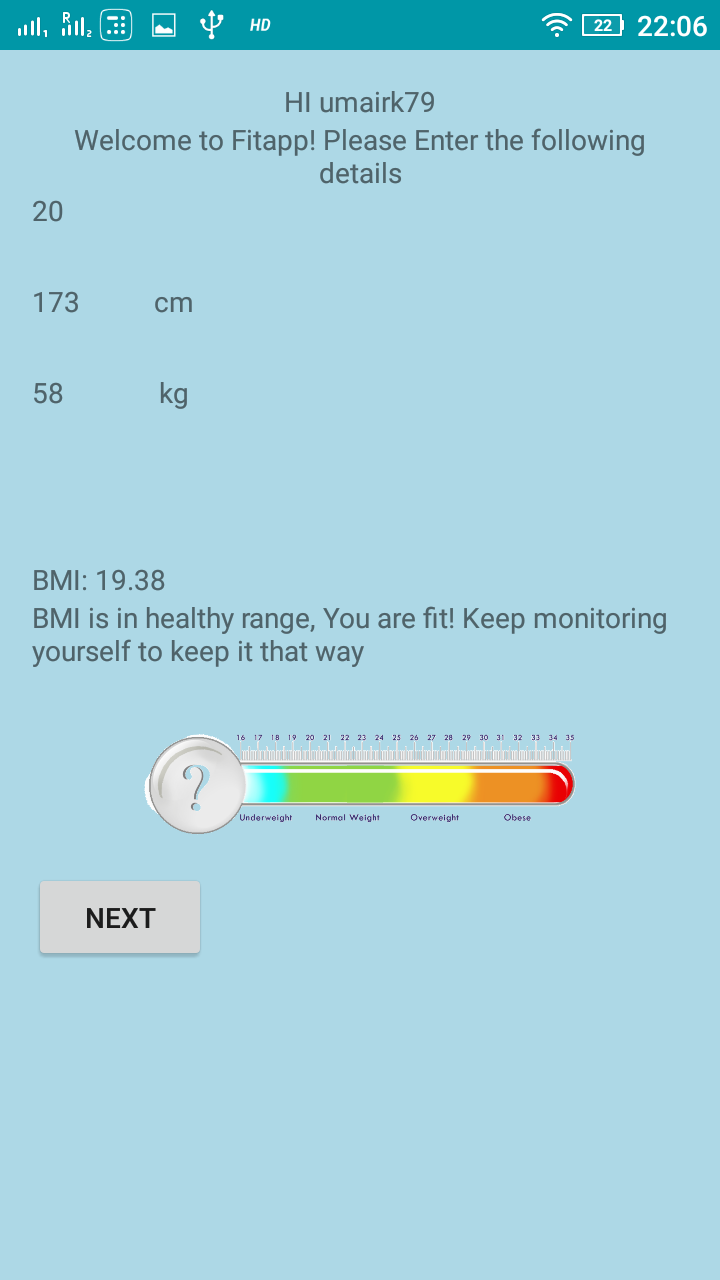 R 1 2 HD 22 22:06
HI umairk79
Welcome to Fitapp! Please Enter the following
details
20
173 cm
58 kg
BMI: 19.38
BMI is in healthy range, You are fit! Keep monitoring
yourself to keep it that way
16 17 18 19 20 21 22 23 24 25 26 27 28 29 30 31 32 33 34 35
?
Underweight Normal Weight Overweight Obese
NEXT